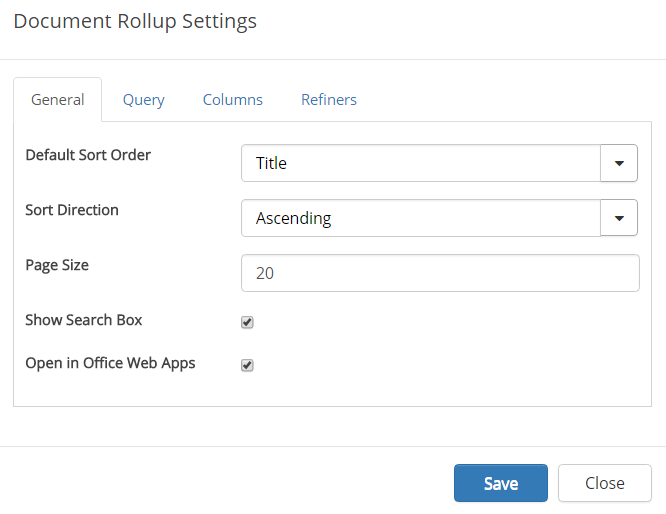 Document Rollup Settings
General Query Columns Refiners
Default Sort Order Title
Sort Direction Ascending
Page Size 20
Show Search Box
Open in Office Web Apps
Save Close